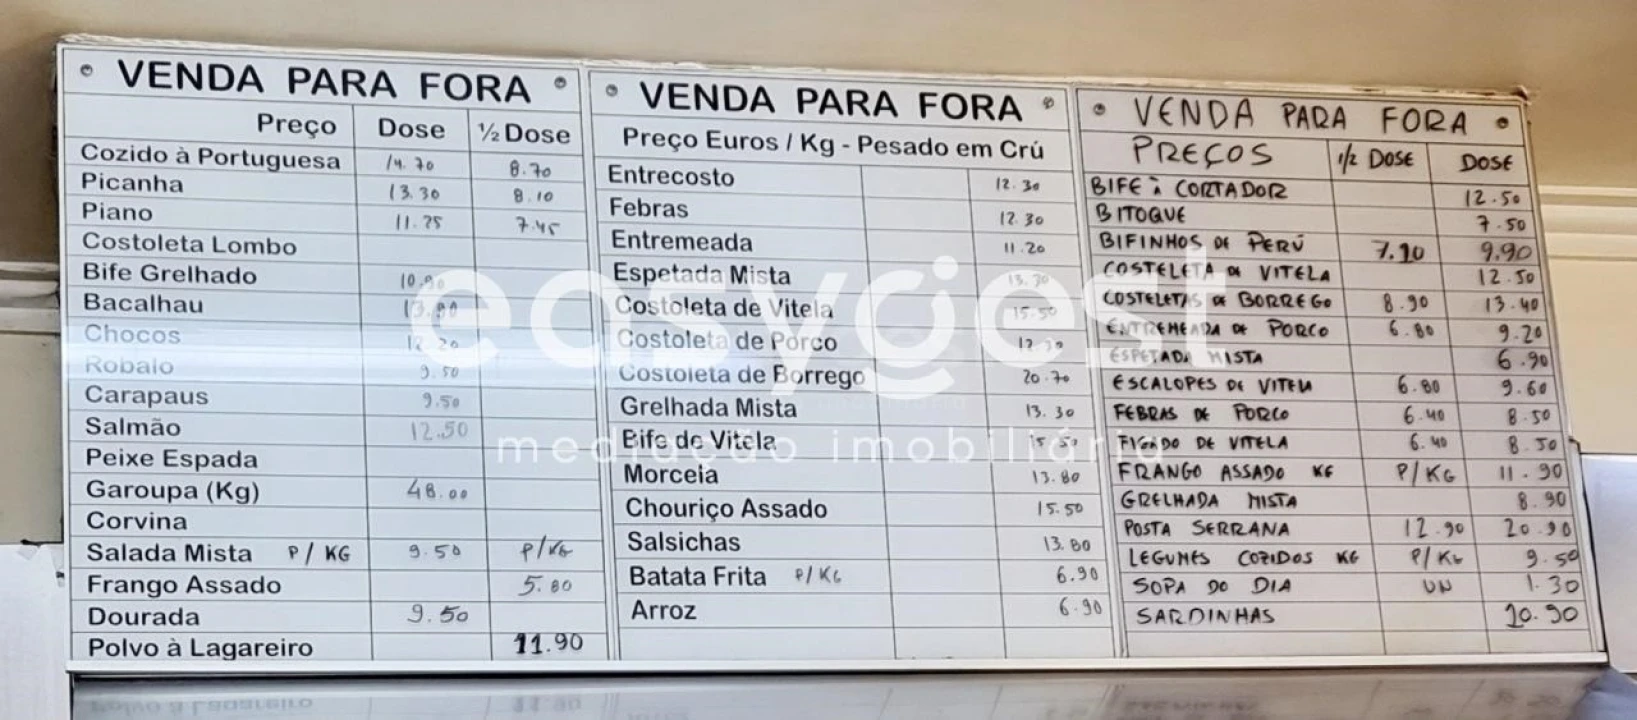 VENDA PARA FORA
Preço Dose ½ Dose
Cozido à Portuguesa 14.70 8.70
Picanha 13.30 8.10
Piano 11.25 7.45
Costoleta Lombo
Bife Grelhado 10.90
Bacalhau 13.90
Chocos 12.20
Robalo 9.50
Carapaus 9.50
Salmão 12.50
Peixe Espada
Garoupa (Kg) 48.00
Corvina
Salada Mista P/KG 9.50 P/KG
Frango Assado 5.80
Dourada 9.50
Polvo à Lagareiro 11.90
VENDA PARA FORA
Preço Euros / Kg - Pesado em Crú
Entrecosto 12.30
Febras 12.30
Entremeada 11.20
Espetada Mista
Costoleta de Vitela 15.50
Costoleta de Porco
Costoleta de Borrego 20.70
Grelhada Mista 13.30
Bife de Vitela 15.50
Morcela 13.80
Chouriço Assado 15.50
Salsichas 13.80
Batata Frita P/KG 6.90
Arroz 6.90
VENDA PARA FORA
PREÇOS 1/2 DOSE DOSE
BIFE À CORTADOR 12.50
BITOQUE 7.50
BIFINHOS DE PERÚ 7.10 9.90
COSTELETA DE VITELA 12.50
COSTELETAS DE BORREGO 8.90 13.40
ENTREMEADA DE PORCO 6.80 9.20
ESPETADA MISTA 6.90
ESCALOPES DE VITELA 6.80 9.60
FEBRAS DE PORCO 6.40 8.50
FIGADO DE VITELA 6.40 8.50
FRANGO ASSADO KG P/KG 11.90
GRELHADA MISTA 8.90
POSTA SERRANA 12.90 20.90
LEGUMES COZIDOS KG P/KG 9.50
SOPA DO DIA UN 1.30
SARDINHAS 10.90
easygest
mediação imobiliária